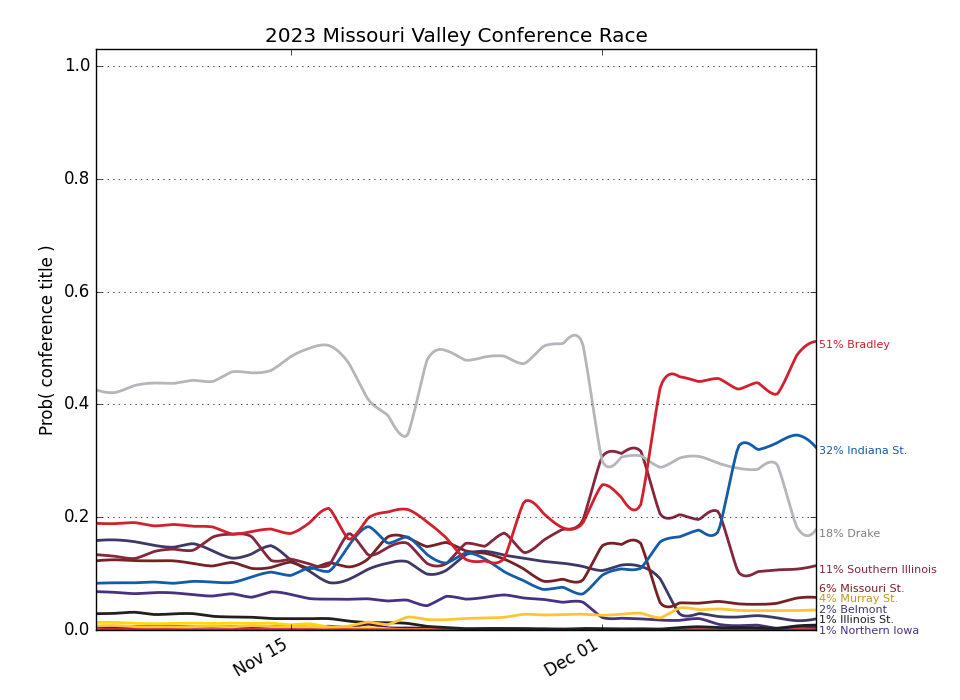 2023 Missouri Valley Conference Race
Prob( conference title )
1.0
0.8
0.6
0.4
0.2
0.0
Nov 15
Dec 01
51% Bradley
32% Indiana St.
18% Drake
11% Southern Illinois
6% Missouri St.
4% Murray St.
2% Belmont
1% Illinois St.
1% Northern Iowa